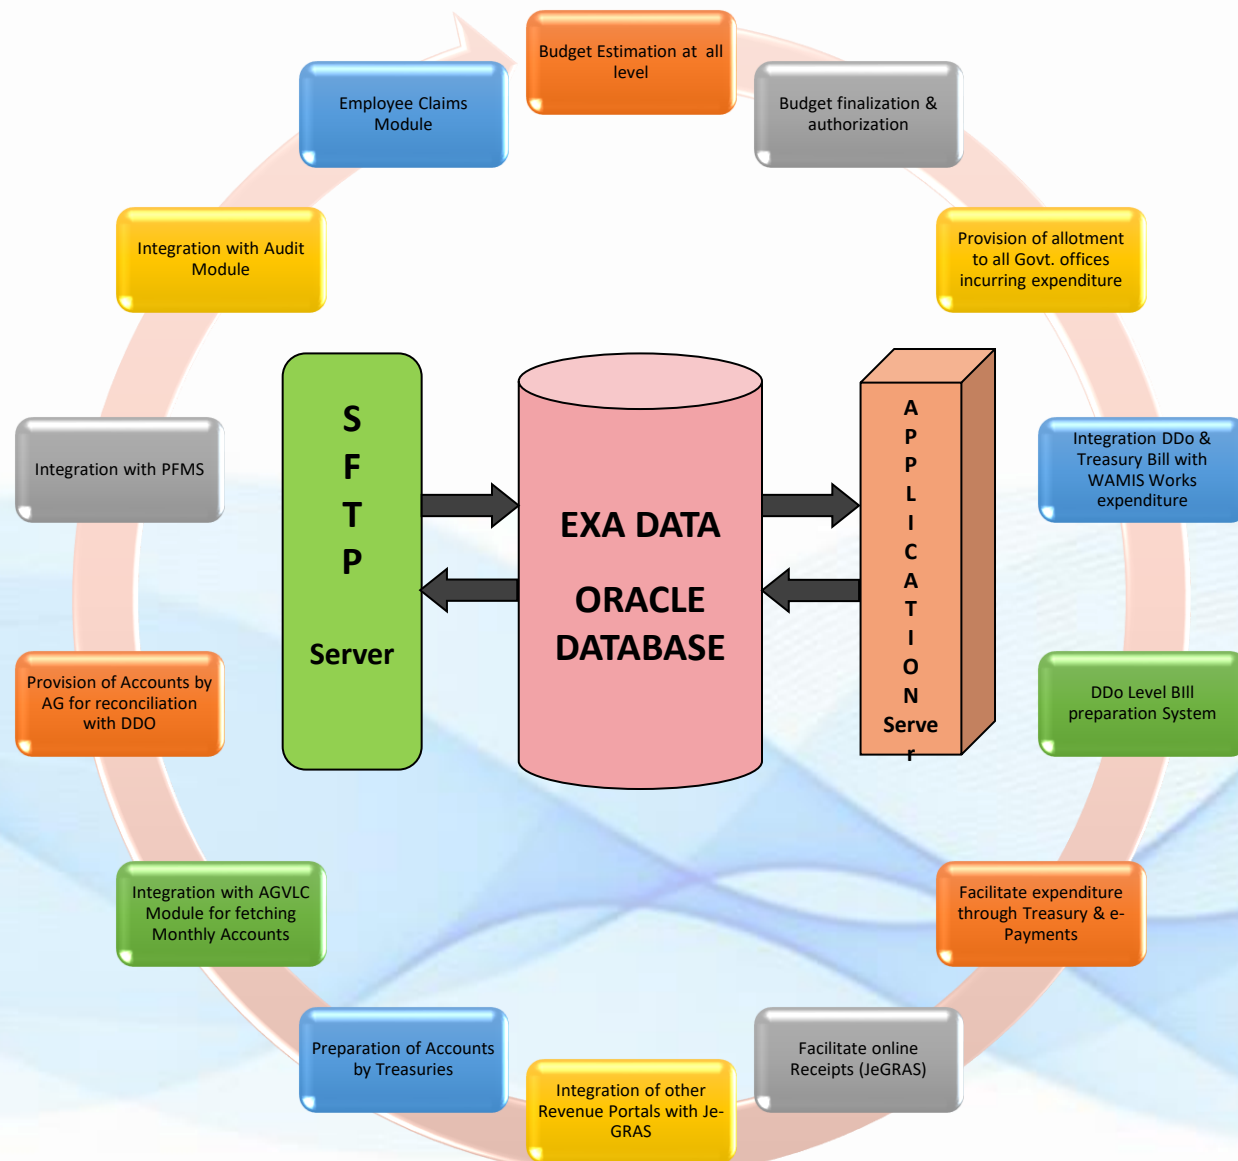 Budget Estimation at all
level
Budget finalization &
authorization
Provision of allotment
to all Govt. offices
incurring expenditure
Integration DDo &
Treasury Bill with
WAMIS Works
expenditure
DDo Level BIll
preparation System
Facilitate expenditure
through Treasury & e-
Payments
Facilitate online
Receipts (JeGRAS)
Integration of other
Revenue Portals with Je-
GRAS
Preparation of Accounts
by Treasuries
Integration with AGVLC
Module for fetching
Monthly Accounts
Provision of Accounts by
AG for reconciliation
with DDO
Integration with PFMS
Integration with Audit
Module
Employee Claims
Module
S
F
T
P
Server
EXA DATA
ORACLE
DATABASE
A
P
P
L
I
C
A
T
I
O N
Serve
r